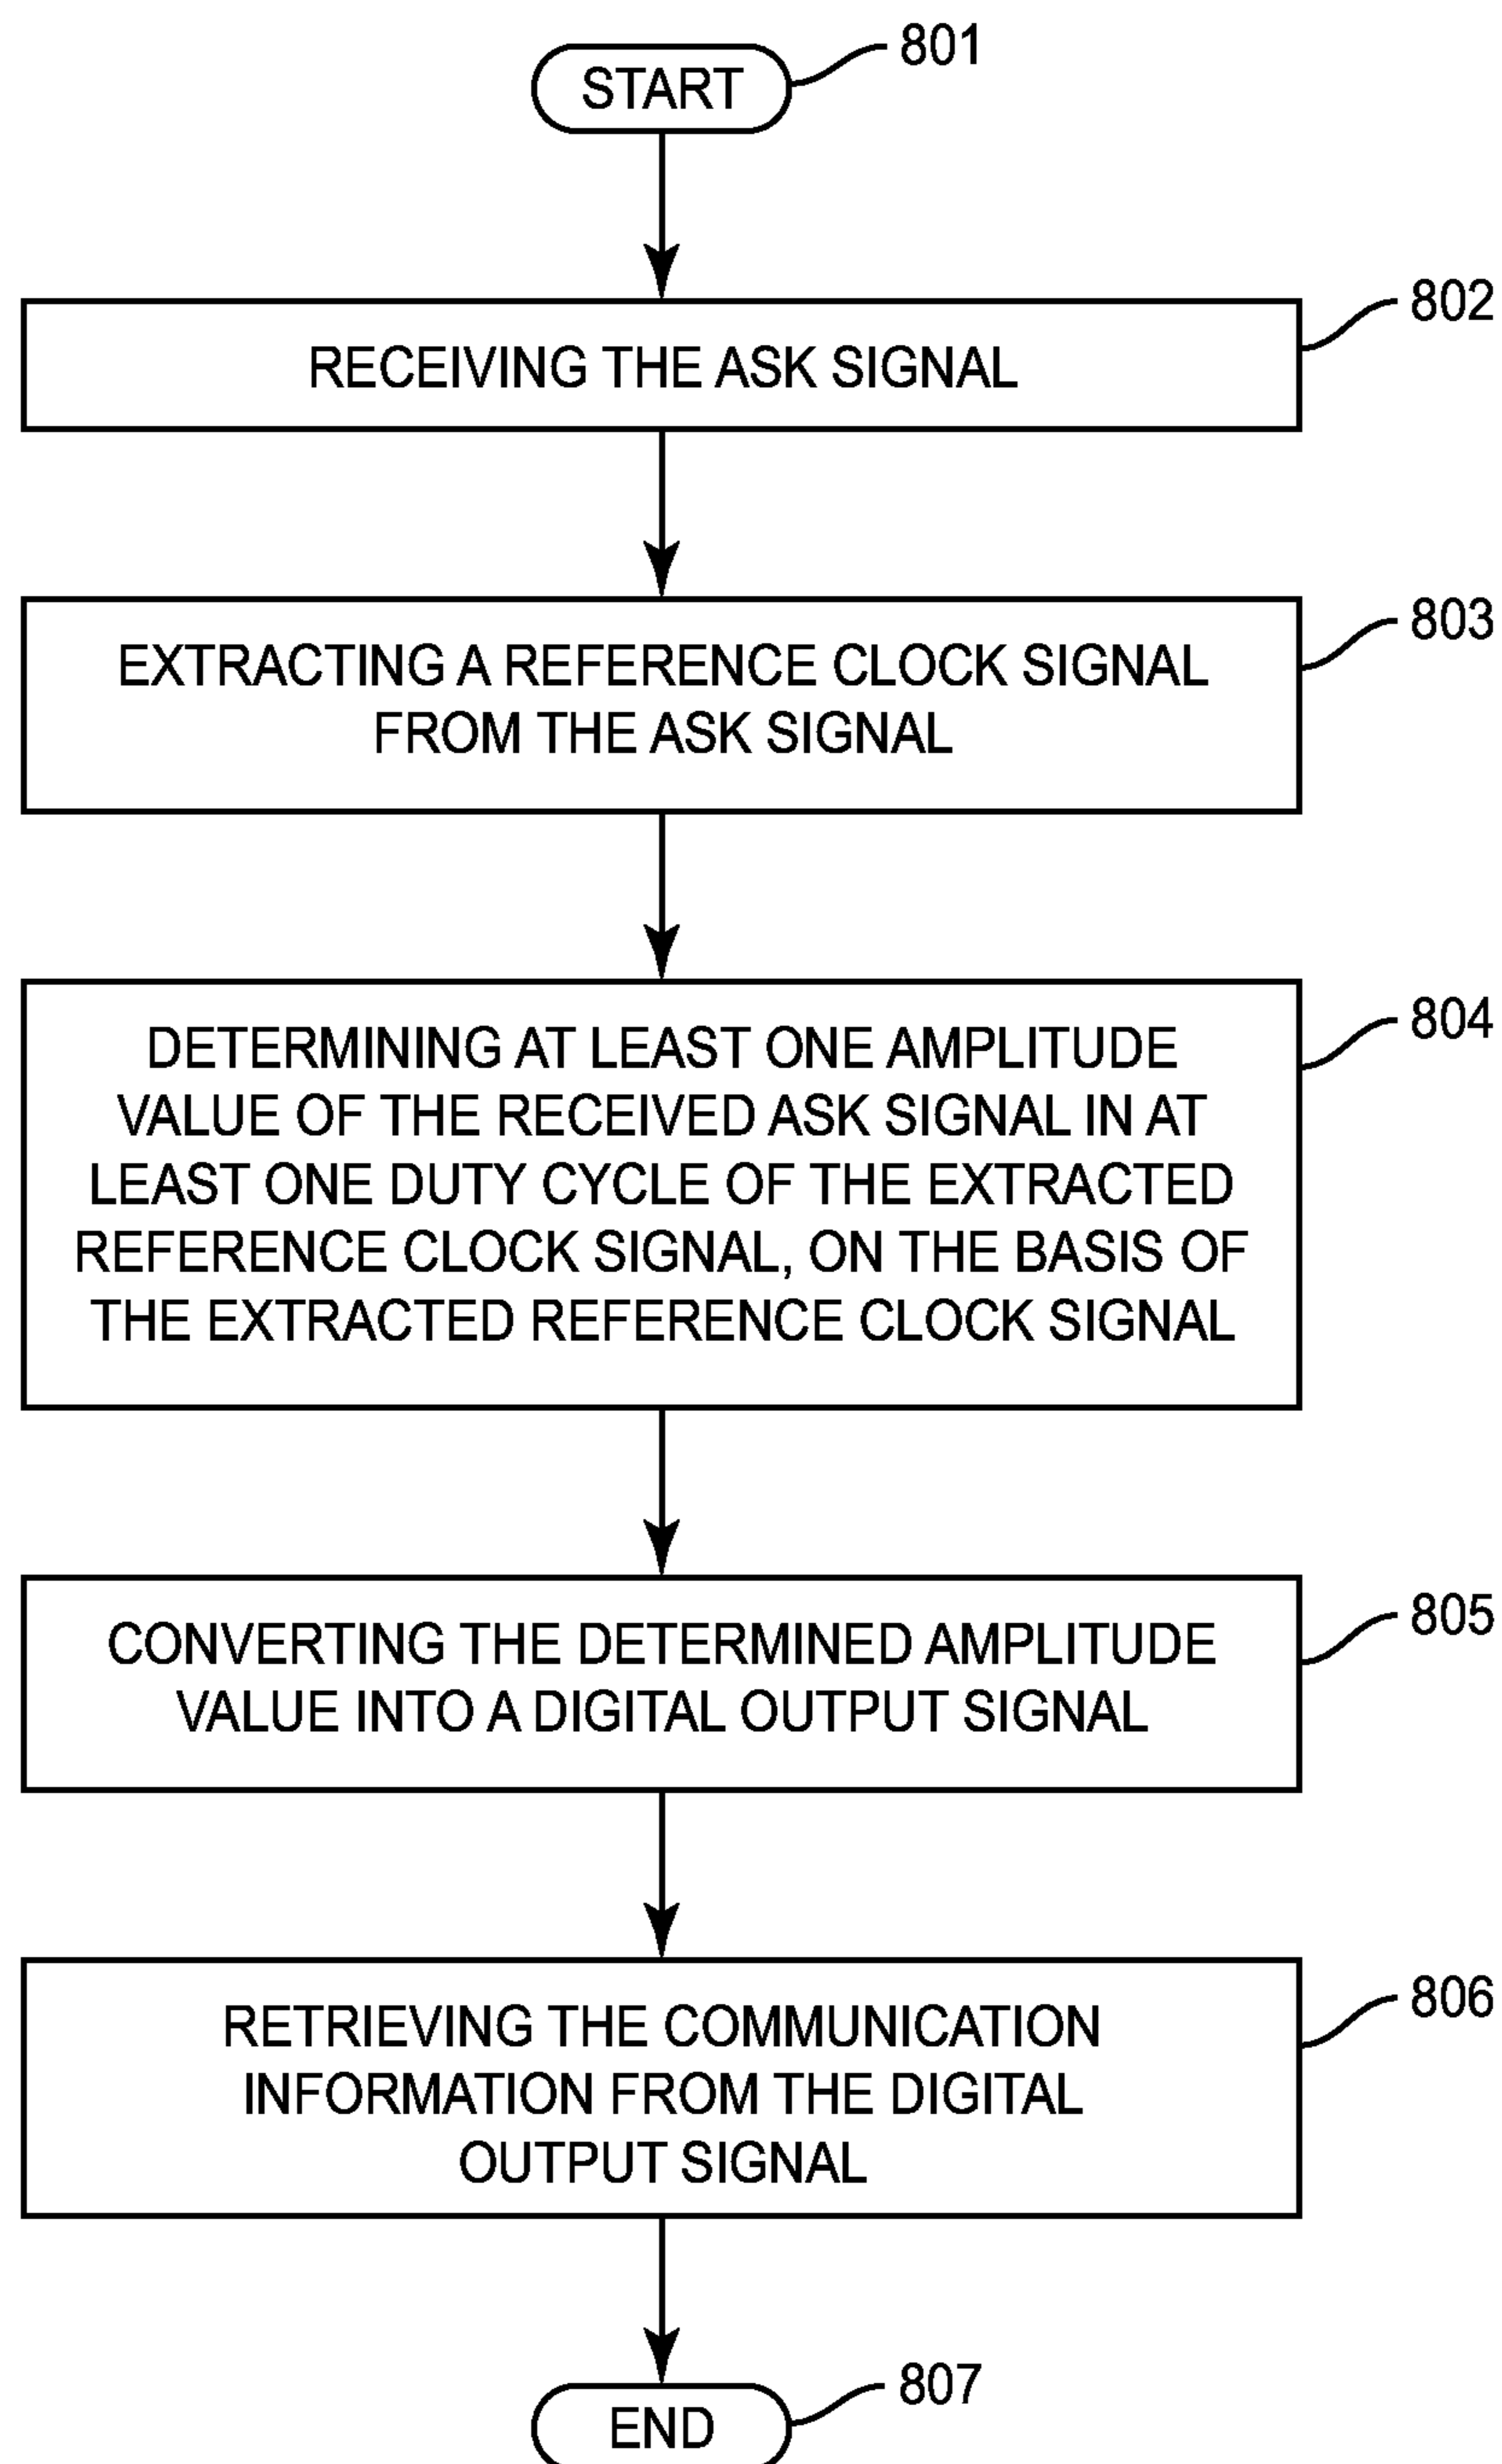 START
801
RECEIVING THE ASK SIGNAL
802
EXTRACTING A REFERENCE CLOCK SIGNAL
FROM THE ASK SIGNAL
803
DETERMINING AT LEAST ONE AMPLITUDE
VALUE OF THE RECEIVED ASK SIGNAL IN AT
LEAST ONE DUTY CYCLE OF THE EXTRACTED
REFERENCE CLOCK SIGNAL, ON THE BASIS OF
THE EXTRACTED REFERENCE CLOCK SIGNAL
804
CONVERTING THE DETERMINED AMPLITUDE
VALUE INTO A DIGITAL OUTPUT SIGNAL
805
RETRIEVING THE COMMUNICATION
INFORMATION FROM THE DIGITAL
OUTPUT SIGNAL
806
END
807